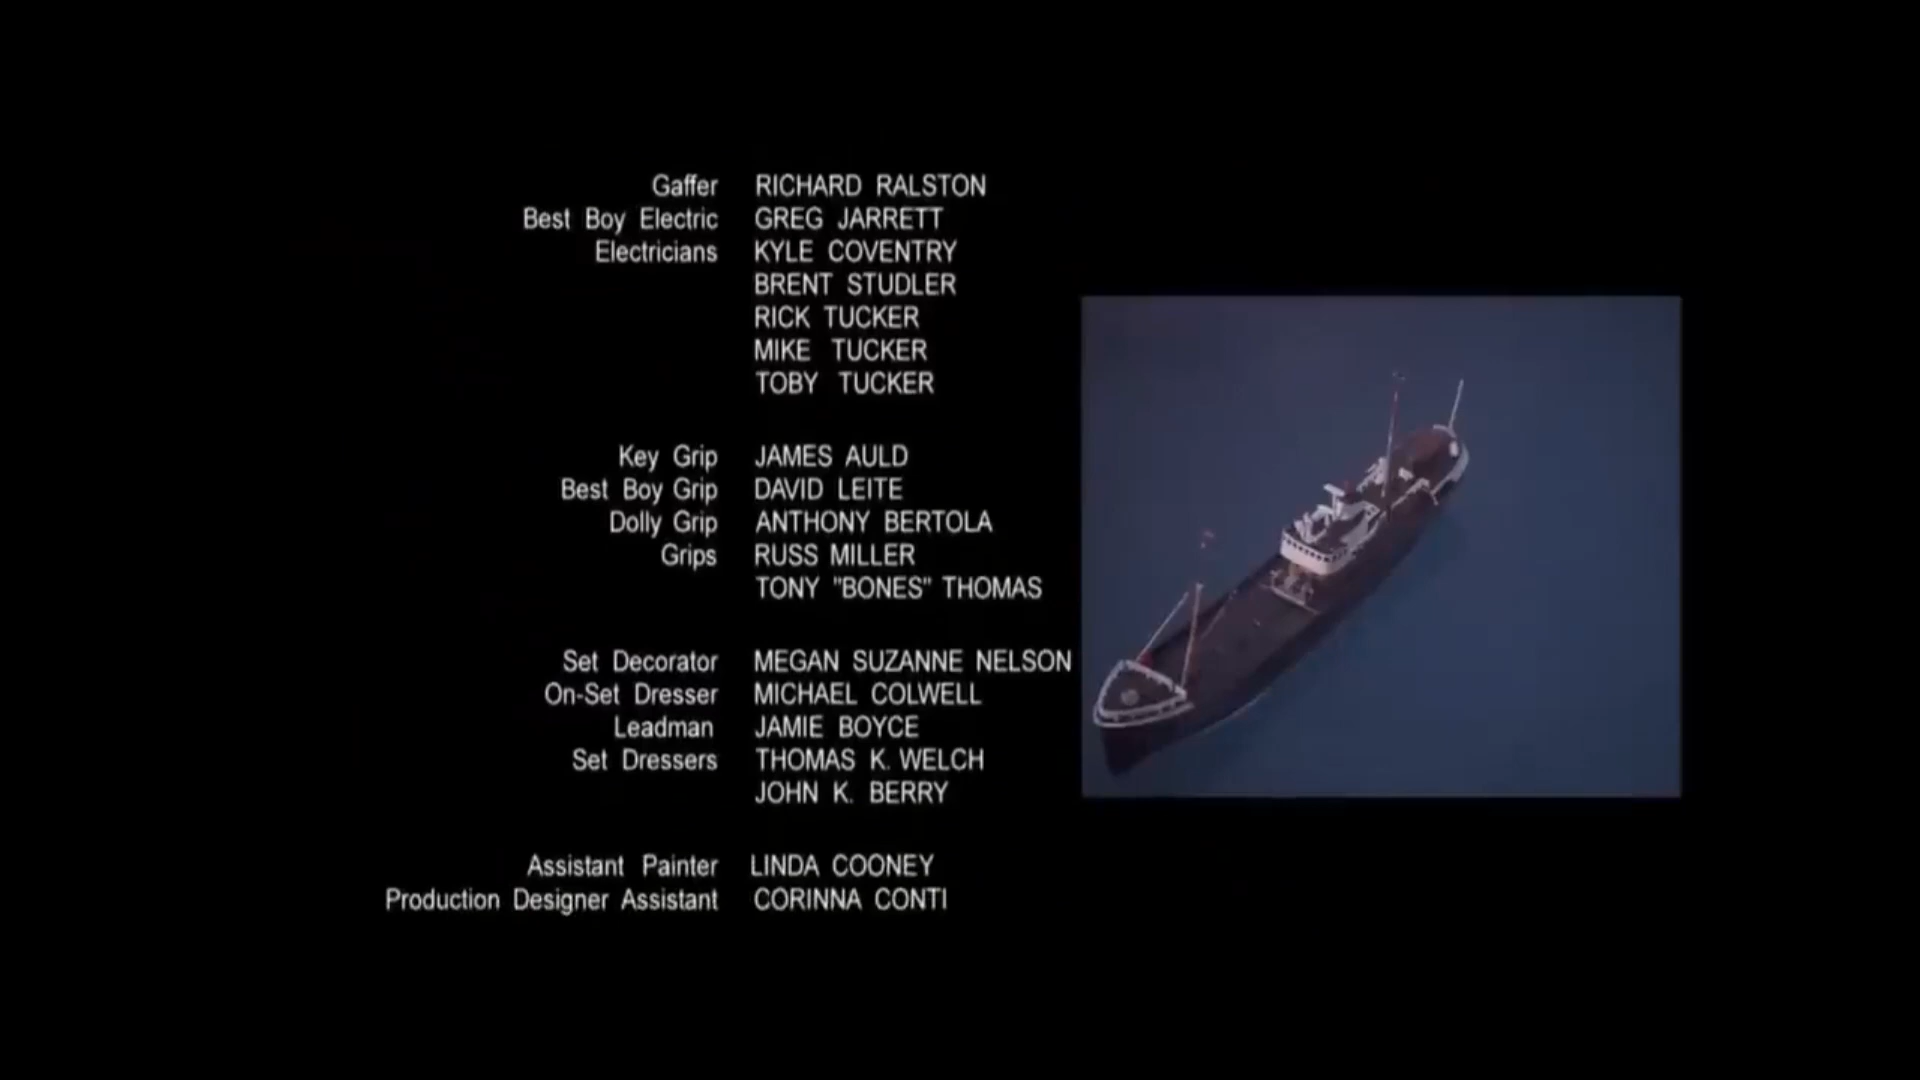 Gaffer RICHARD RALSTON
Best Boy Electric GREG JARRETT
Electricians KYLE COVENTRY
BRENT STUDLER
RICK TUCKER
MIKE TUCKER
TOBY TUCKER
Key Grip JAMES AULD
Best Boy Grip DAVID LEITE
Dolly Grip ANTHONY BERTOLA
Grips RUSS MILLER
TONY "BONES" THOMAS
Set Decorator MEGAN SUZANNE NELSON
On-Set Dresser MICHAEL COLWELL
Leadman JAMIE BOYCE
Set Dressers THOMAS K. WELCH
JOHN K. BERRY
Assistant Painter LINDA COONEY
Production Designer Assistant CORINNA CONTI